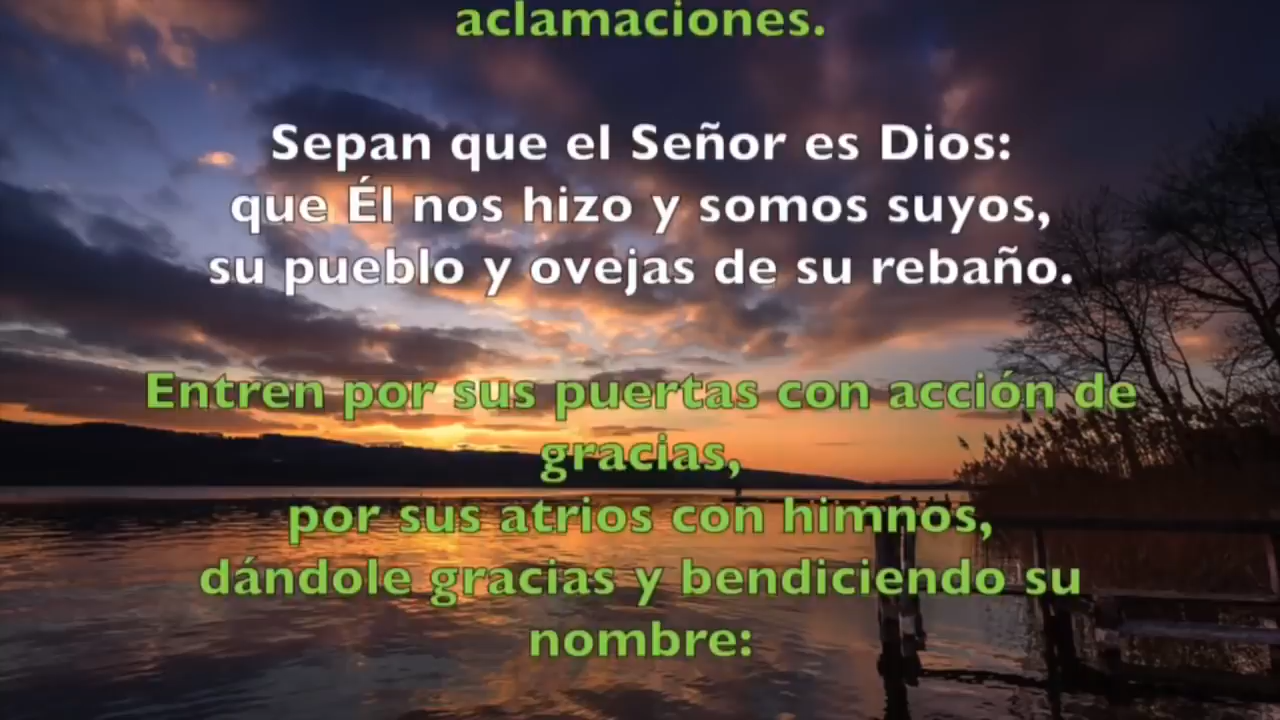 aclamaciones.
Sepan que el Señor es Dios:
que Él nos hizo y somos suyos,
su pueblo y ovejas de su rebaño.
Entren por sus puertas con acción de
gracias,
por sus atrios con himnos,
dándole gracias y bendiciendo su
nombre: